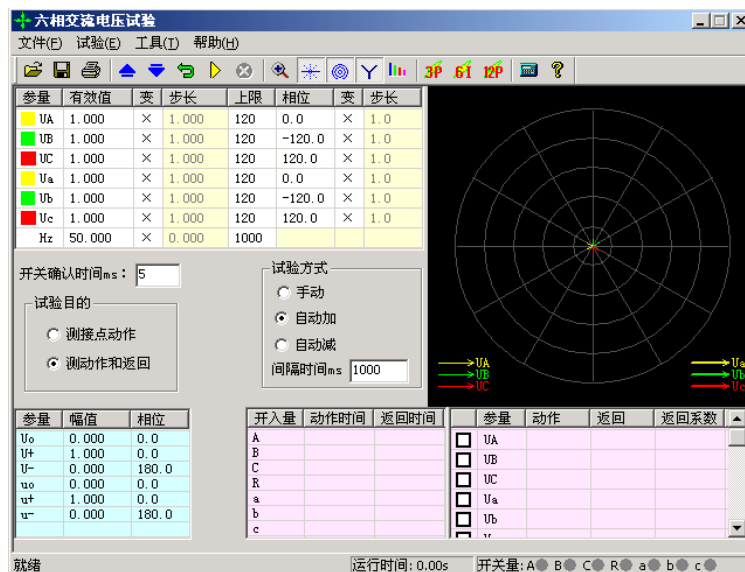 六相交流电压试验
文件(F) 试验(E) 工具(T) 帮助(H)
3P 6I 12P
参量 有效值 变 步长 上限 相位 变 步长
UA 1.000 × 1.000 120 0.0 × 1.0
UB 1.000 × 1.000 120 -120.0 × 1.0
UC 1.000 × 1.000 120 120.0 × 1.0
Ua 1.000 × 1.000 120 0.0 × 1.0
Ub 1.000 × 1.000 120 -120.0 × 1.0
Uc 1.000 × 1.000 120 120.0 × 1.0
Hz 50.000 × 0.000 1000
开关确认时间ms: 5
试验目的
测接点动作
测动作和返回
试验方式
手动
自动加
自动减
间隔时间ms 1000
UA
UB
UC
Ua
Ub
Uc
参量 幅值 相位
Uo 0.000 0.0
U+ 1.000 0.0
U- 0.000 180.0
uo 0.000 0.0
u+ 1.000 0.0
u- 0.000 180.0
开入量 动作时间 返回时间
A
B
C
R
a
b
c
参量 动作 返回 返回系数
UA
UB
UC
Ua
Ub
就绪 运行时间: 0.00s 开关量: A B C R a b c